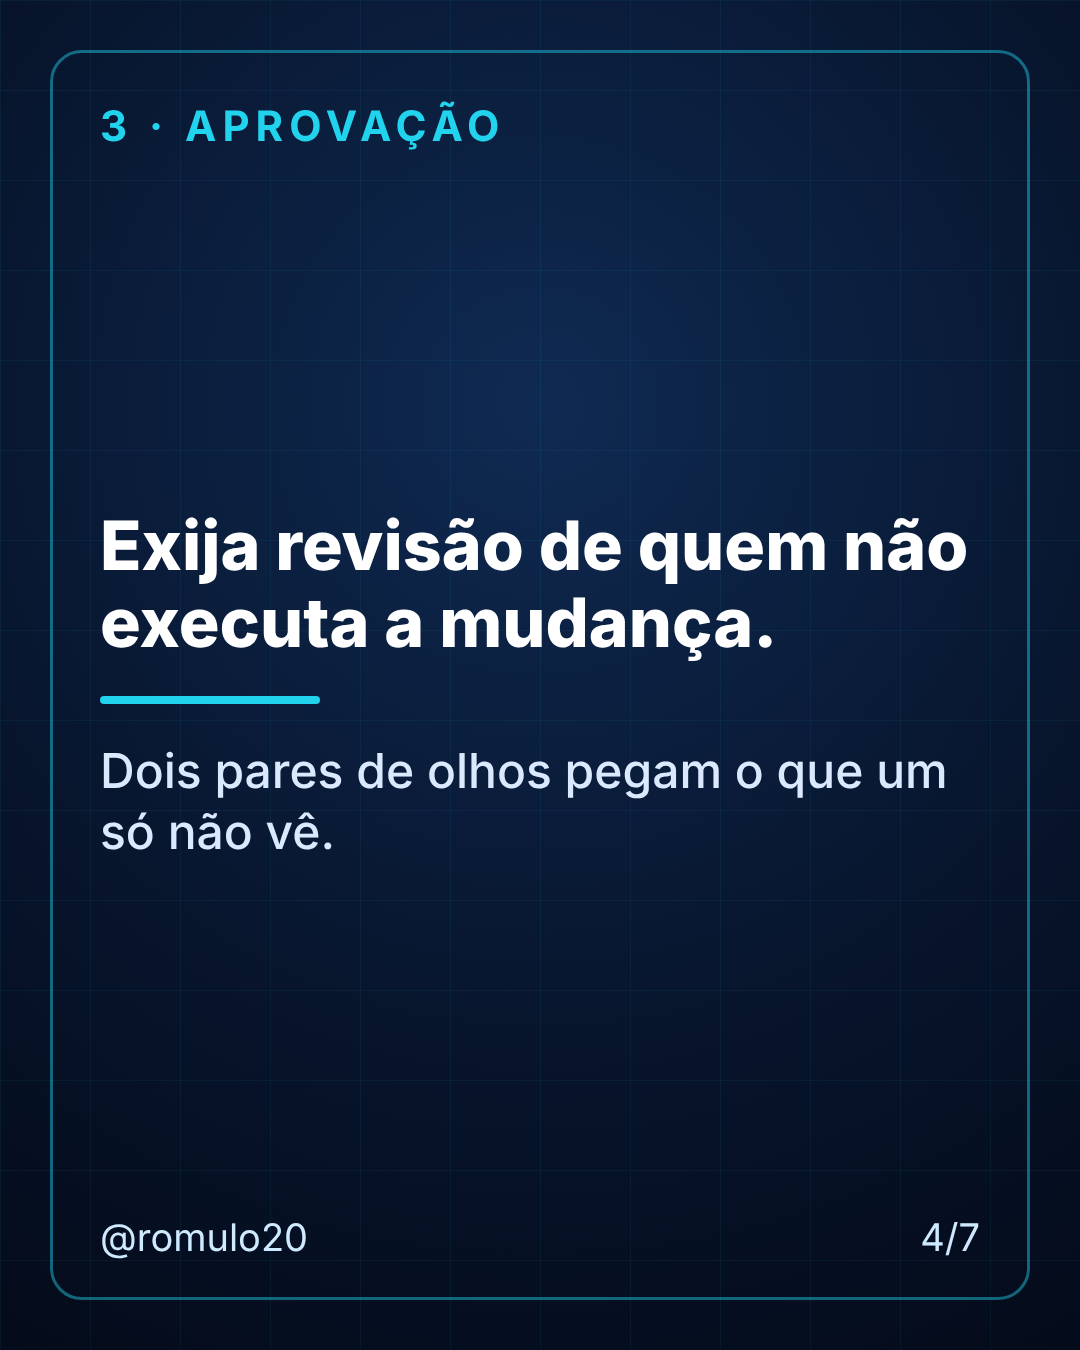 3 · APROVAÇÃO
Exija revisão de quem não
executa a mudança.
Dois pares de olhos pegam o que um
só não vê.
@romulo20
4/7